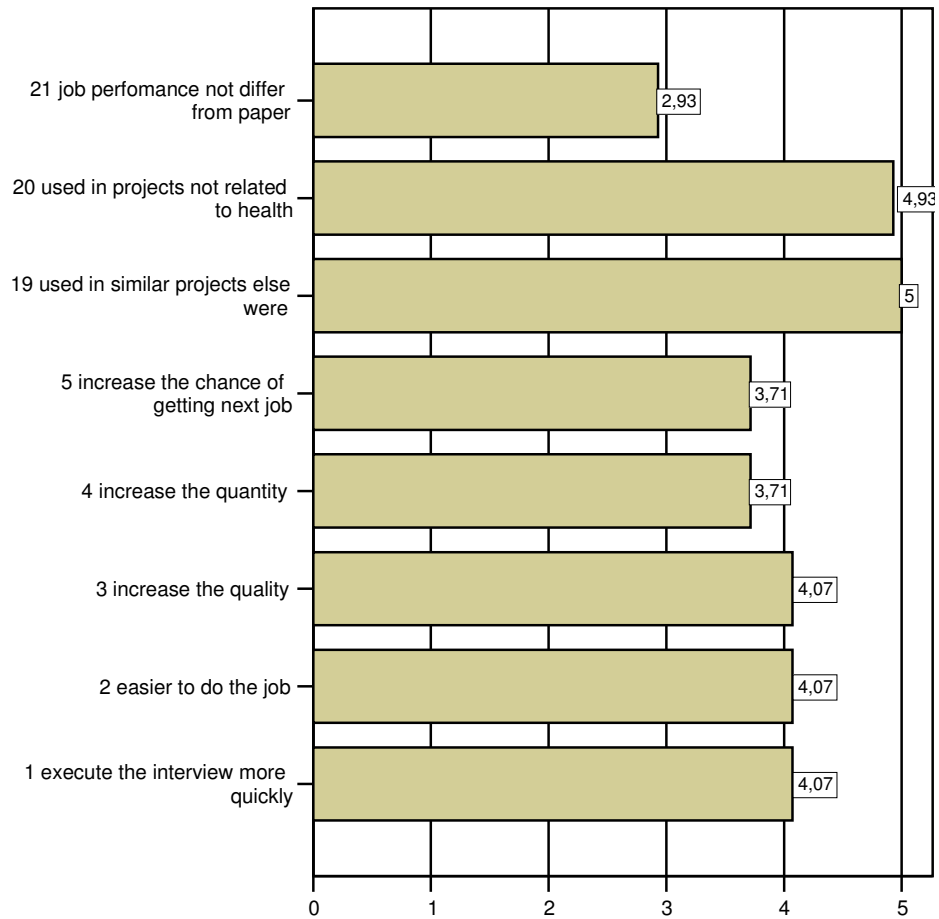 21 job perfomance not differ
from paper
2,93
20 used in projects not related
to health
4,93
19 used in similar projects else
were
5
5 increase the chance of
getting next job
3,71
4 increase the quantity
3,71
3 increase the quality
4,07
2 easier to do the job
4,07
1 execute the interview more
quickly
4,07
0 1 2 3 4 5